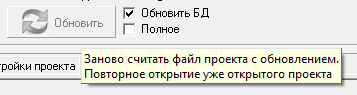 Обновить
Обновить БД
Полное
тройки проекта
Заново считать файл проекта с обновлением.
Повторное открытие уже открытого проекта